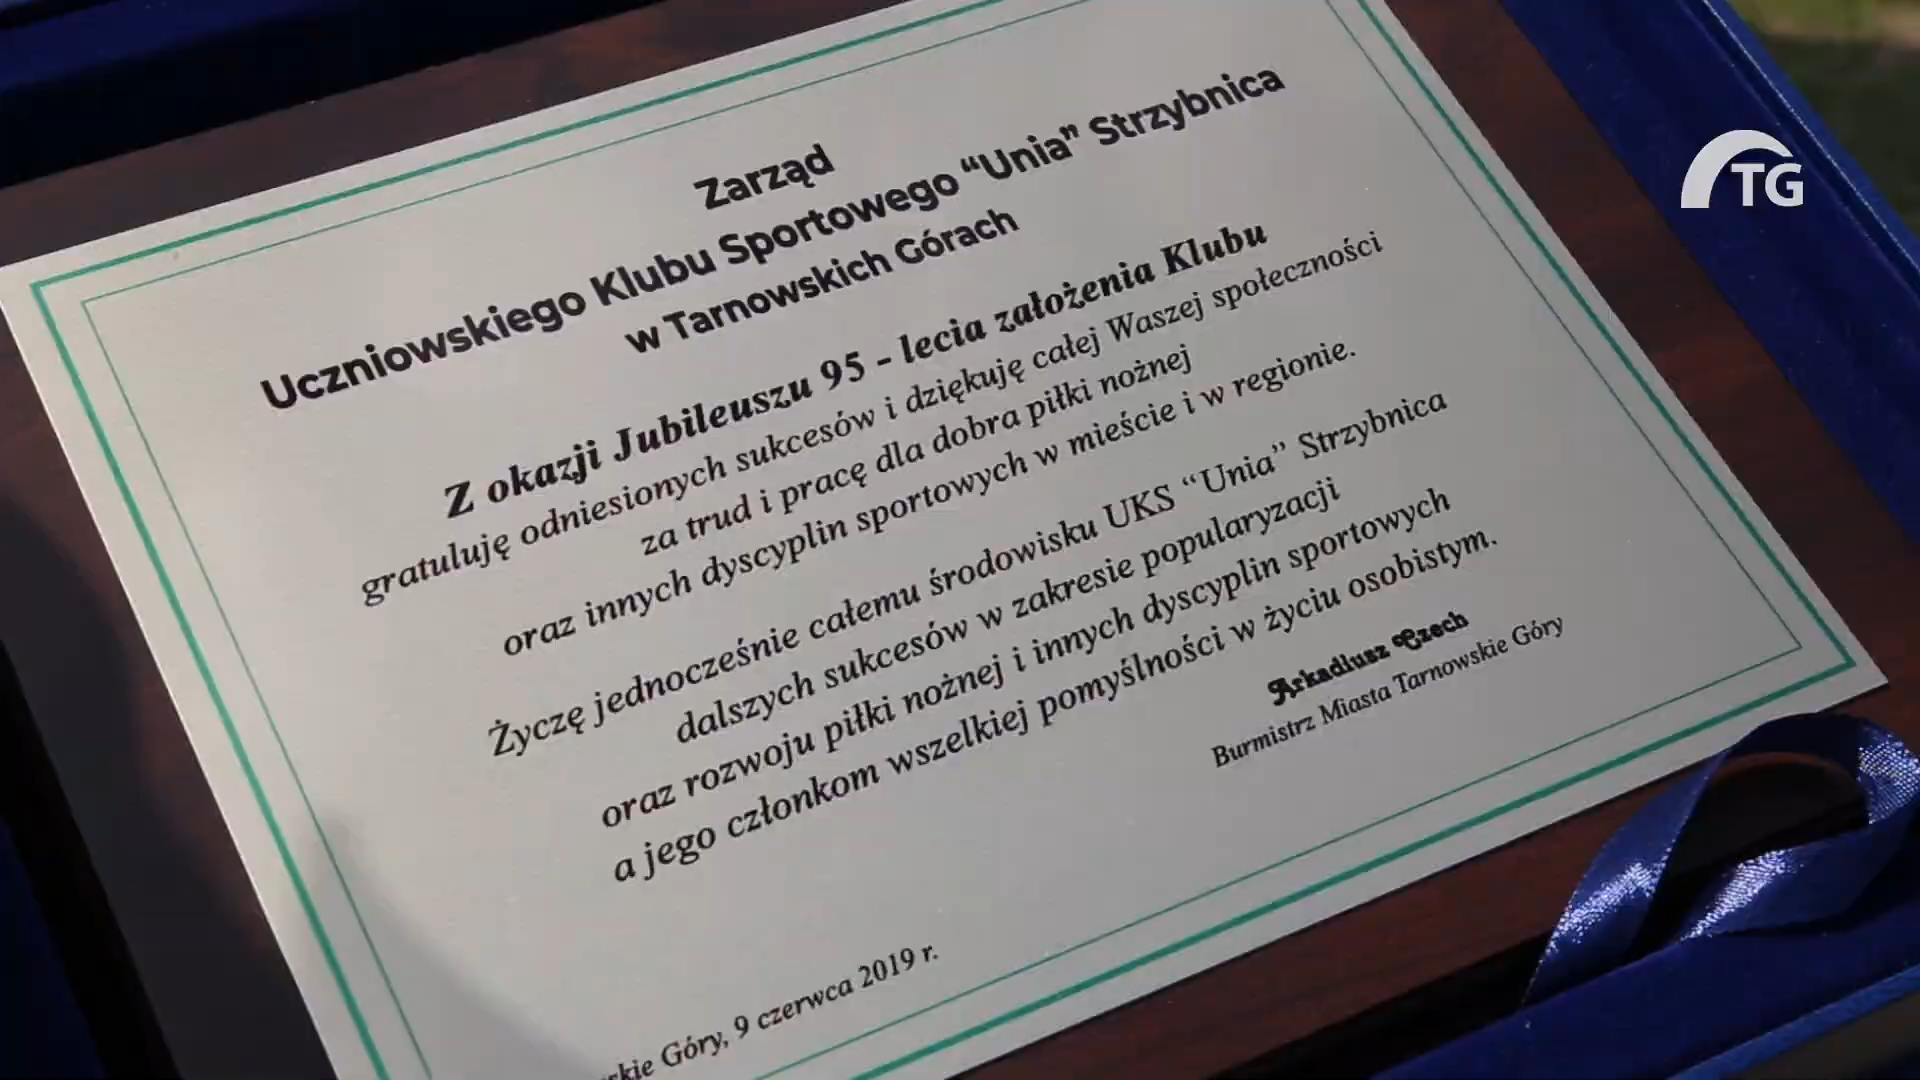 Zarząd
Uczniowskiego Klubu Sportowego “Unia” Strzybnica
w Tarnowskich Górach
Z okazji Jubileuszu 95 - lecia założenia Klubu
gratuluję odniesionych sukcesów i dziękuję całej Waszej społeczności
za trud i pracę dla dobra piłki nożnej
oraz innych dyscyplin sportowych w mieście i w regionie.
Życzę jednocześnie całemu środowisku UKS “Unia” Strzybnica
dalszych sukcesów w zakresie popularyzacji
oraz rozwoju piłki nożnej i innych dyscyplin sportowych
a jego członkom wszelkiej pomyślności w życiu osobistym.
Arkadiusz Czech
Burmistrz Miasta Tarnowskie Góry
Góry, 9 czerwca 2019 r.
TG